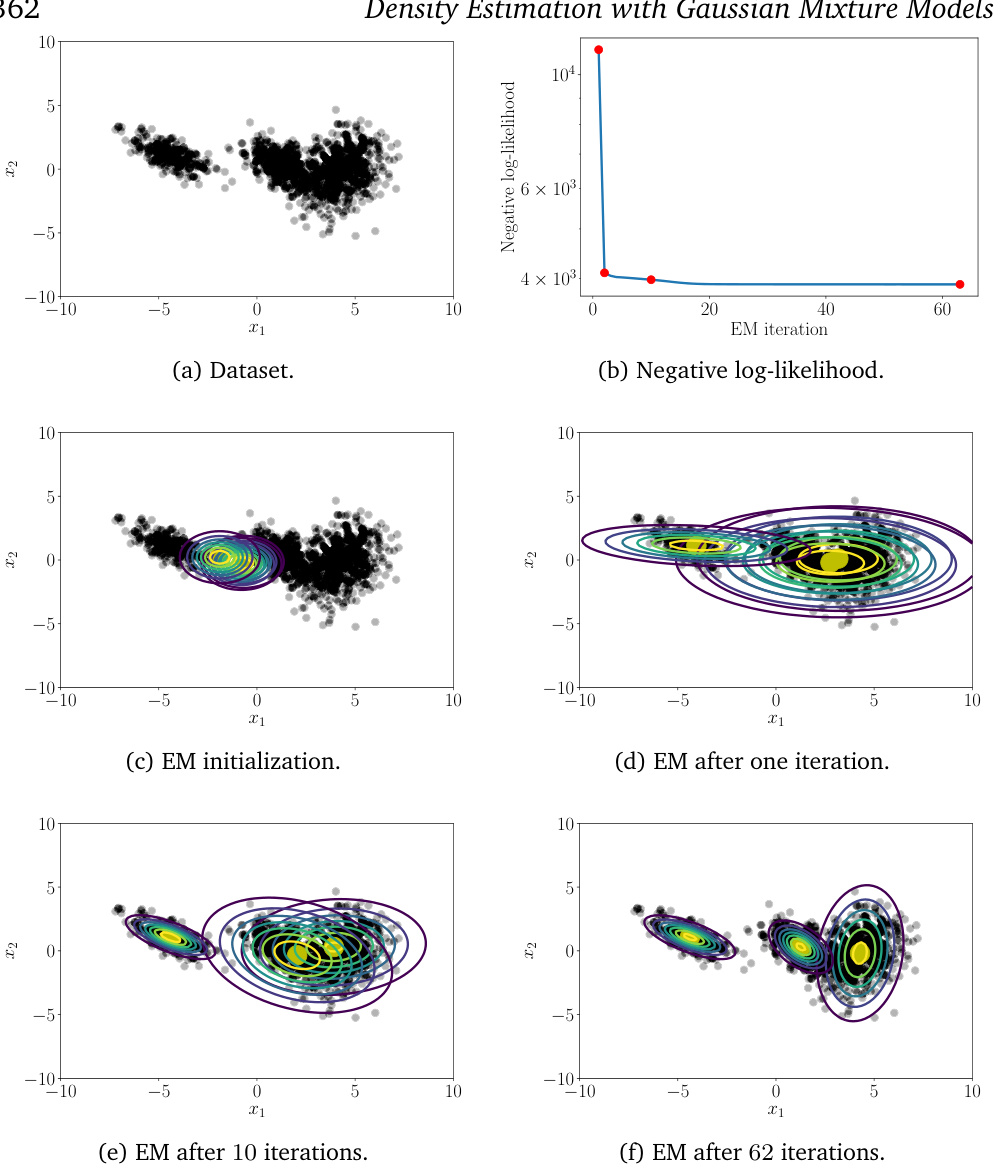 362 Density Estimation with Gaussian Mixture Models
10
5
0
−5
−10
x2
−10 −5 0 5 10
x1
(a) Dataset.
Negative log-likelihood
10^4
6 × 10^3
4 × 10^3
0 20 40 60
EM iteration
(b) Negative log-likelihood.
10
5
0
−5
−10
x2
−10 −5 0 5 10
x1
(c) EM initialization.
10
5
0
−5
−10
x2
−10 −5 0 5 10
x1
(d) EM after one iteration.
10
5
0
−5
−10
x2
−10 −5 0 5 10
x1
(e) EM after 10 iterations.
10
5
0
−5
−10
x2
−10 −5 0 5 10
x1
(f) EM after 62 iterations.